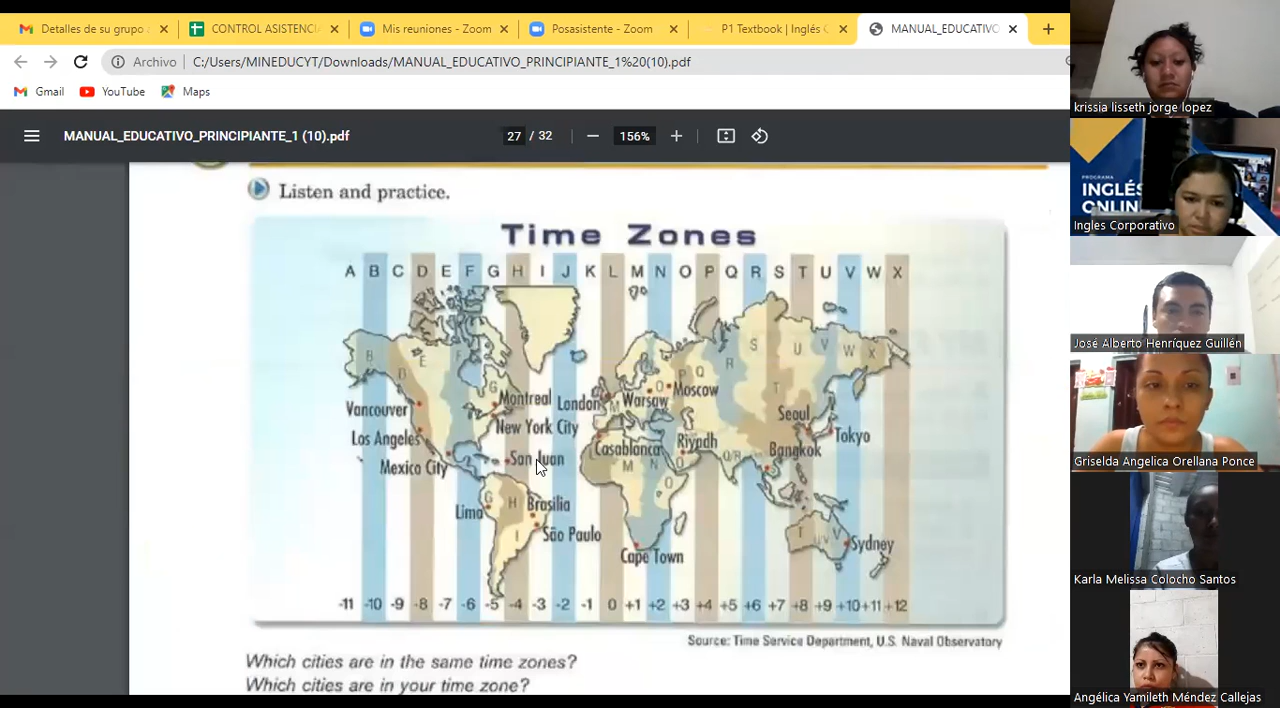 Detalles de su grupo
CONTROL ASISTENCIA
Mis reuniones - Zoom
Posasistente - Zoom
P1 Textbook | Inglés
MANUAL_EDUCATIVO
Archivo
C:/Users/MINEDUCYT/Downloads/MANUAL_EDUCATIVO_PRINCIPIANTE_1%20(10).pdf
Gmail
YouTube
Maps
MANUAL_EDUCATIVO_PRINCIPIANTE_1 (10).pdf
27 / 32
156%
Listen and practice.
Time Zones
A B C D E F G H I J K L M N O P Q R S T U V W X
Montreal
London
Warsaw
Moscow
Vancouver
New York City
Seoul
Tokyo
Los Angeles
Casablanca
Riyadh
Bangkok
Mexico City
San Juan
Lima
Brasilia
São Paulo
Cape Town
Sydney
-11 -10 -9 -8 -7 -6 -5 -4 -3 -2 -1 0 +1 +2 +3 +4 +5 +6 +7 +8 +9 +10 +11 +12
Source: Time Service Department, U.S. Naval Observatory
Which cities are in the same time zones?
Which cities are in your time zone?
krissia lisseth jorge lopez
PROGRAMA
INGLÉS
ONLIN
Ingles Corporativo
José Alberto Henríquez Guillén
Griselda Angelica Orellana Ponce
Karla Melissa Colocho Santos
Angélica Yamileth Méndez Callejas